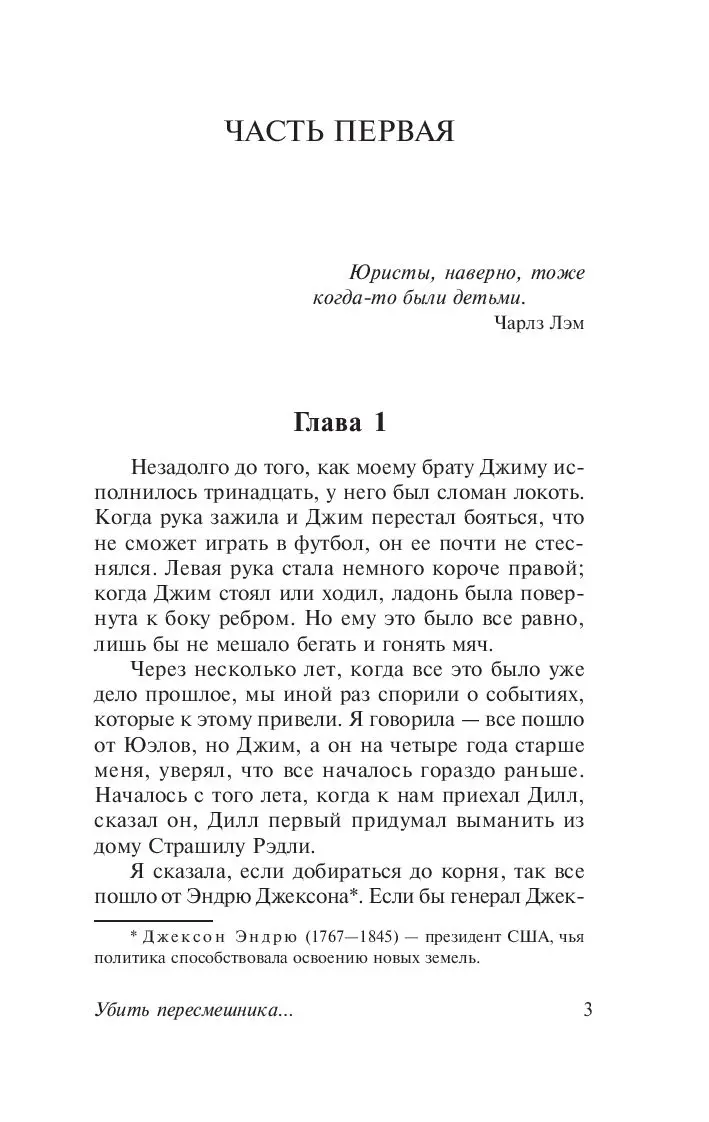 ЧАСТЬ ПЕРВАЯ
Юристы, наверно, тоже
когда-то были детьми.
Чарлз Лэм
Глава 1
Незадолго до того, как моему брату Джиму ис-
полнилось тринадцать, у него был сломан локоть.
Когда рука зажила и Джим перестал бояться, что
не сможет играть в футбол, он ее почти не стес-
нялся. Левая рука стала немного короче правой;
когда Джим стоял или ходил, ладонь была повер-
нута к боку ребром. Но ему это было все равно,
лишь бы не мешало бегать и гонять мяч.
Через несколько лет, когда все это было уже
дело прошлое, мы иной раз спорили о событиях,
которые к этому привели. Я говорила — все пошло
от Юэлов, но Джим, а он на четыре года старше
меня, уверял, что все началось гораздо раньше.
Началось с того лета, когда к нам приехал Дилл,
сказал он, Дилл первый придумал выманить из
дому Страшилу Рэдли.
Я сказала, если добираться до корня, так все
пошло от Эндрю Джексона*. Если бы генерал Джек-
* Джексон Эндрю (1767—1845) — президент США, чья
политика способствовала освоению новых земель.
Убить пересмешника... 3